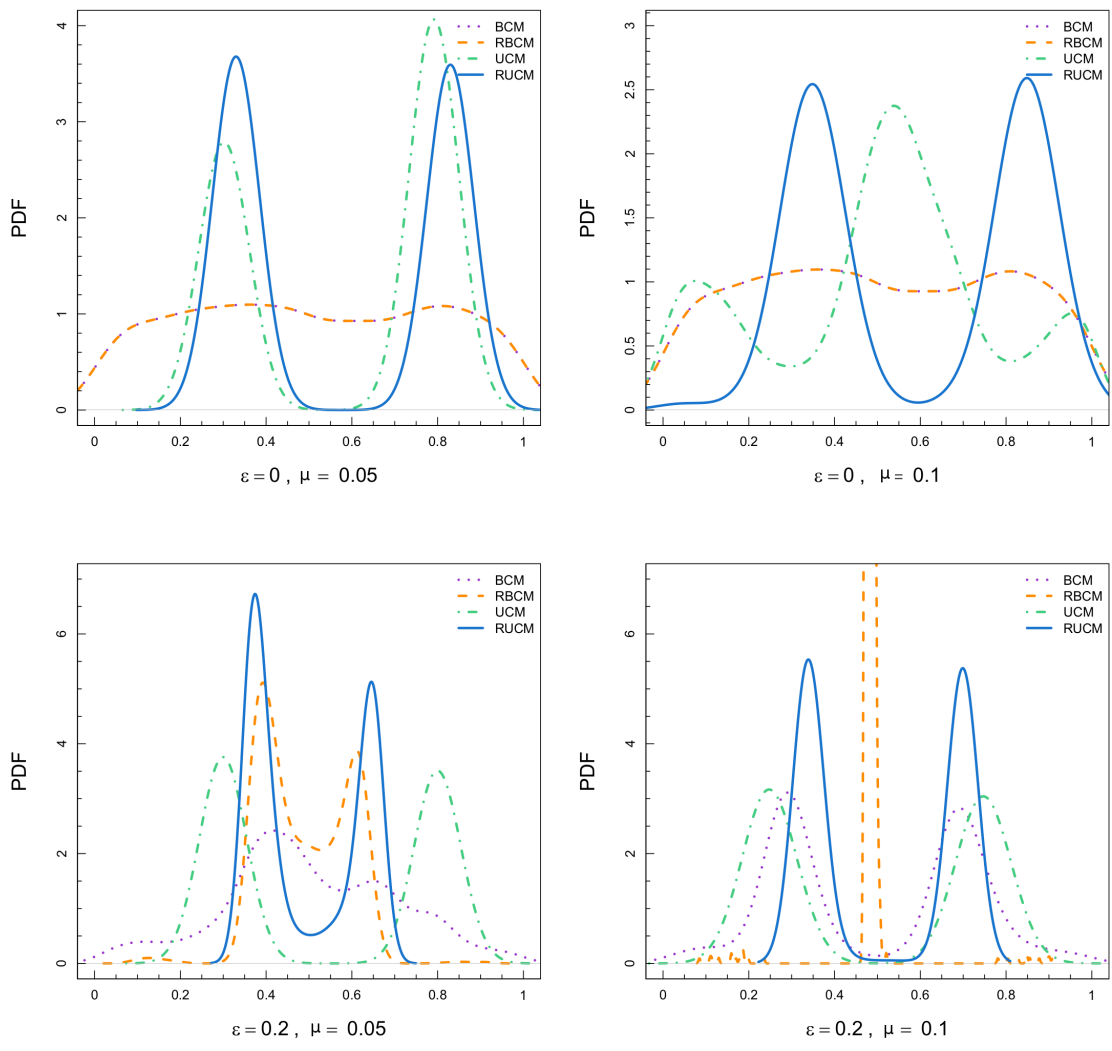 PDF
4
3
2
1
0
BCM
RBCM
UCM
RUCM
0 0.2 0.4 0.6 0.8 1
ε = 0 , μ = 0.05
PDF
3
2.5
2
1.5
1
0.5
0
BCM
RBCM
UCM
RUCM
0 0.2 0.4 0.6 0.8 1
ε = 0 , μ = 0.1
PDF
6
4
2
0
BCM
RBCM
UCM
RUCM
0 0.2 0.4 0.6 0.8 1
ε = 0.2 , μ = 0.05
PDF
6
4
2
0
BCM
RBCM
UCM
RUCM
0 0.2 0.4 0.6 0.8 1
ε = 0.2 , μ = 0.1